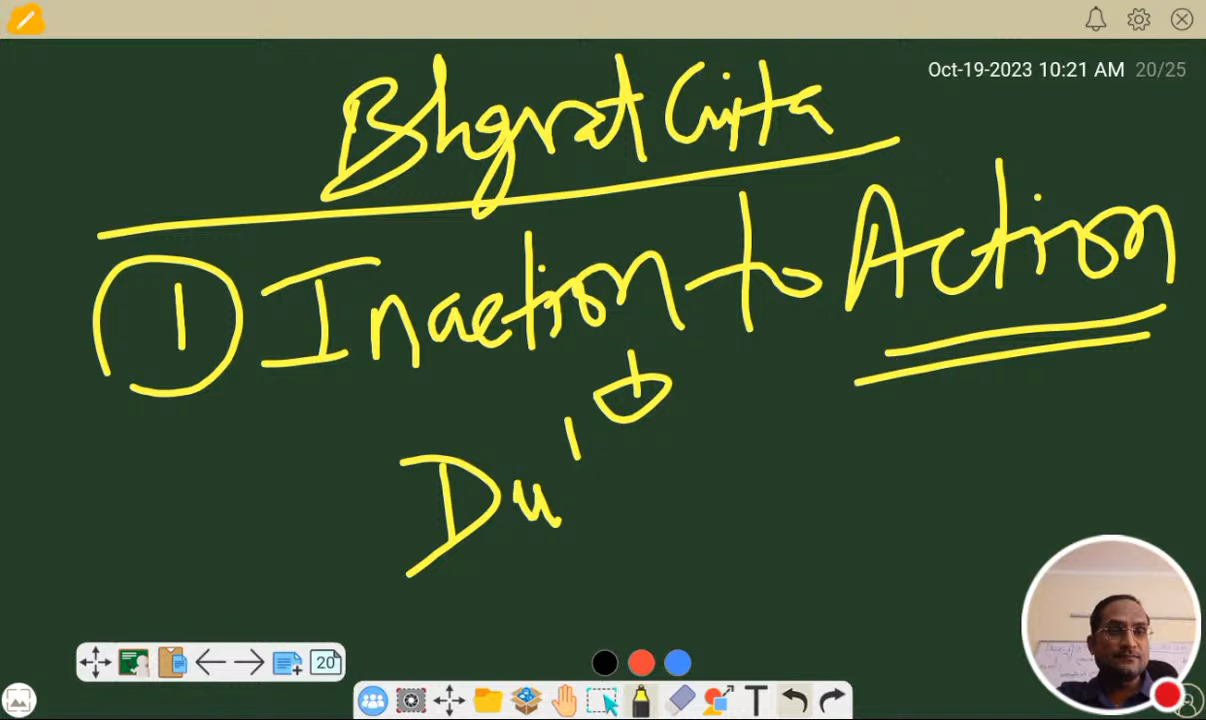 Oct-19-2023 10:21 AM 20/25
Bhgvat Gita
① Inaction to Action
Du
20